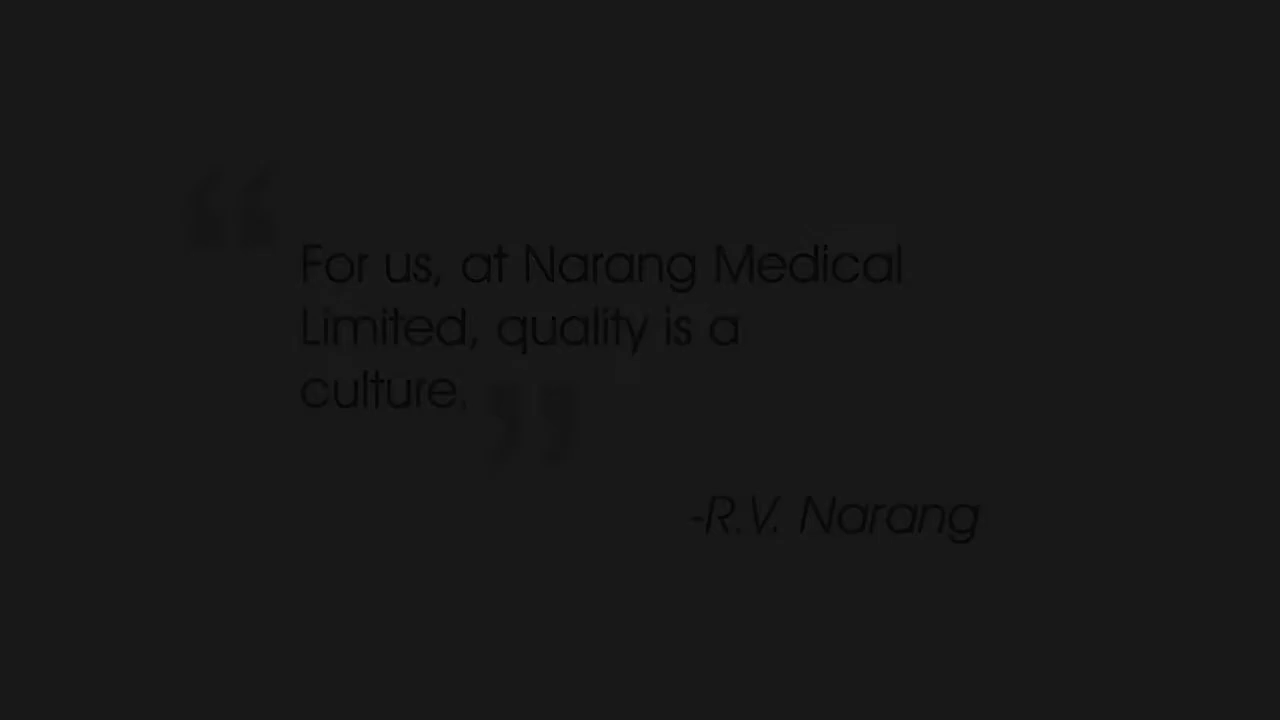 “ For us, at Narang Medical
Limited, quality is a
culture. ”
-R.V. Narang